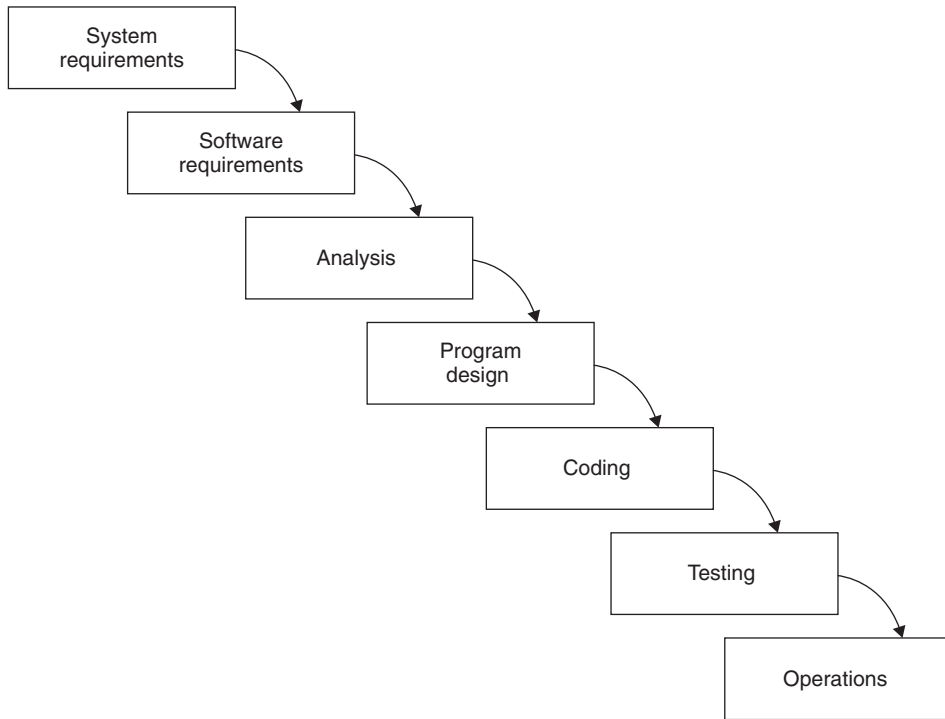 System
requirements
Software
requirements
Analysis
Program
design
Coding
Testing
Operations